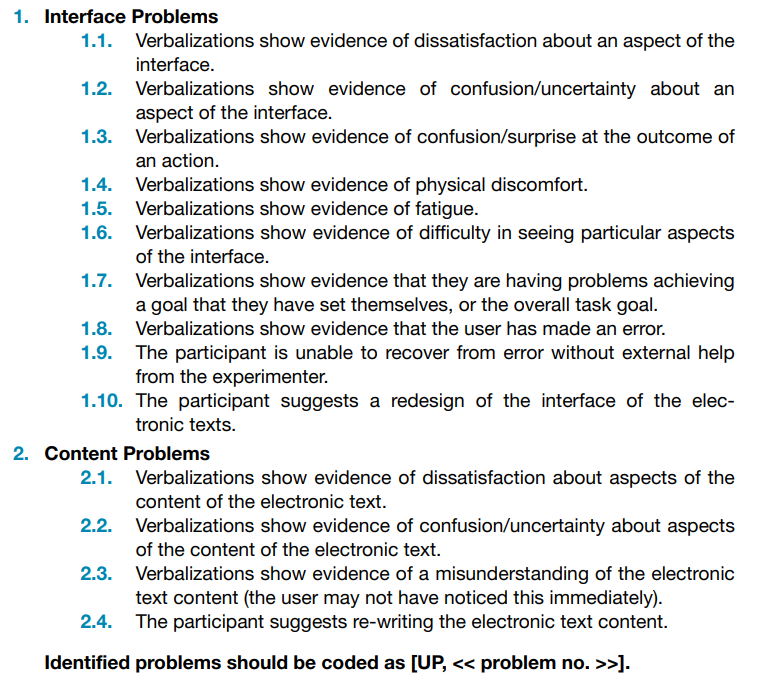 1. Interface Problems
1.1. Verbalizations show evidence of dissatisfaction about an aspect of the
interface.
1.2. Verbalizations show evidence of confusion/uncertainty about an
aspect of the interface.
1.3. Verbalizations show evidence of confusion/surprise at the outcome of
an action.
1.4. Verbalizations show evidence of physical discomfort.
1.5. Verbalizations show evidence of fatigue.
1.6. Verbalizations show evidence of difficulty in seeing particular aspects
of the interface.
1.7. Verbalizations show evidence that they are having problems achieving
a goal that they have set themselves, or the overall task goal.
1.8. Verbalizations show evidence that the user has made an error.
1.9. The participant is unable to recover from error without external help
from the experimenter.
1.10. The participant suggests a redesign of the interface of the elec-
tronic texts.
2. Content Problems
2.1. Verbalizations show evidence of dissatisfaction about aspects of the
content of the electronic text.
2.2. Verbalizations show evidence of confusion/uncertainty about aspects
of the content of the electronic text.
2.3. Verbalizations show evidence of a misunderstanding of the electronic
text content (the user may not have noticed this immediately).
2.4. The participant suggests re-writing the electronic text content.
Identified problems should be coded as [UP, << problem no. >>].